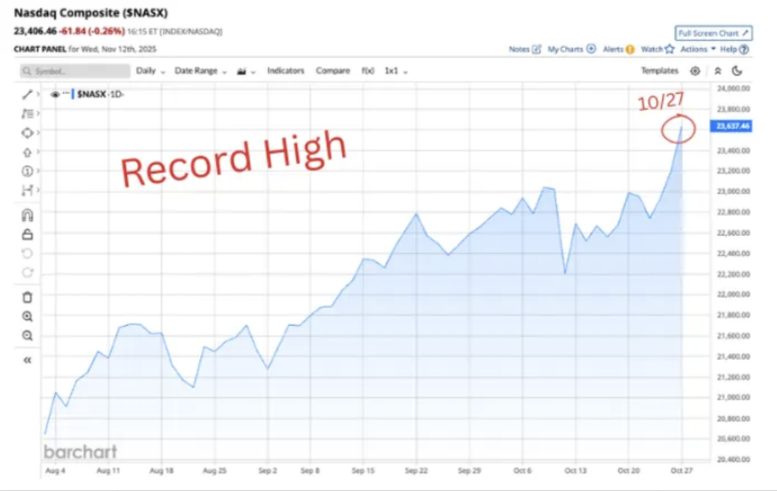 Nasdaq Composite ($NASX)
23,406.46 -61.84 (-0.26%) 16:15 ET [INDEX/NASDAQ]
Full Screen Chart
CHART PANEL for Wed, Nov 12th, 2025
Notes My Charts Alerts Watch Actions Help
Symbol... Daily Date Range Indicators Compare f(x) 1x1 Templates
$NASX ·1D·
24,000.00
10/27
23,800.00
23,637.46
Record High
23,400.00
23,200.00
23,000.00
22,800.00
22,600.00
22,400.00
22,200.00
22,000.00
21,800.00
21,600.00
21,400.00
21,200.00
21,000.00
20,800.00
20,600.00
barchart
20,400.00
Aug 4 Aug 11 Aug 18 Aug 25 Sep 2 Sep 8 Sep 15 Sep 22 Sep 29 Oct 6 Oct 13 Oct 20 Oct 27